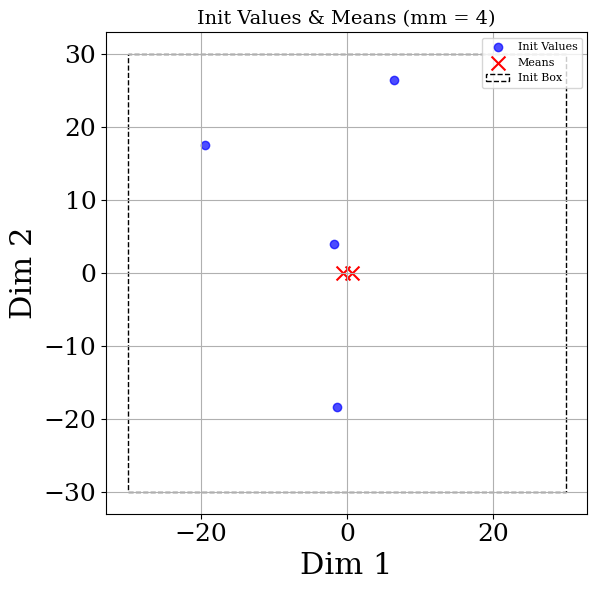 Init Values & Means (mm = 4)
Init Values
Means
Init Box
30
20
10
0
−10
−20
−30
Dim 2
−20
0
20
Dim 1